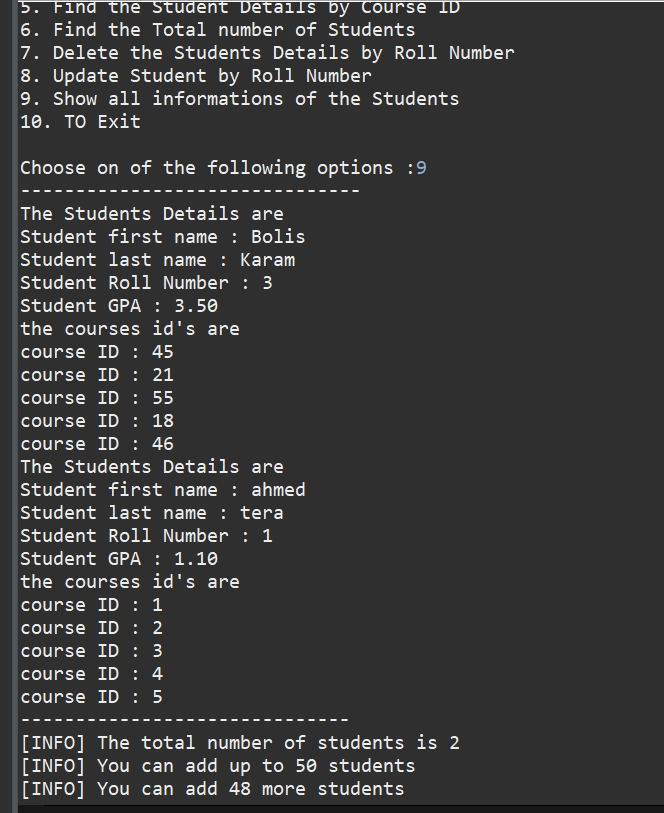 5. Find the Student Details by Course ID
6. Find the Total number of Students
7. Delete the Students Details by Roll Number
8. Update Student by Roll Number
9. Show all informations of the Students
10. TO Exit
Choose on of the following options :9
-------------------------------
The Students Details are
Student first name : Bolis
Student last name : Karam
Student Roll Number : 3
Student GPA : 3.50
the courses id's are
course ID : 45
course ID : 21
course ID : 55
course ID : 18
course ID : 46
The Students Details are
Student first name : ahmed
Student last name : tera
Student Roll Number : 1
Student GPA : 1.10
the courses id's are
course ID : 1
course ID : 2
course ID : 3
course ID : 4
course ID : 5
------------------------------
[INFO] The total number of students is 2
[INFO] You can add up to 50 students
[INFO] You can add 48 more students